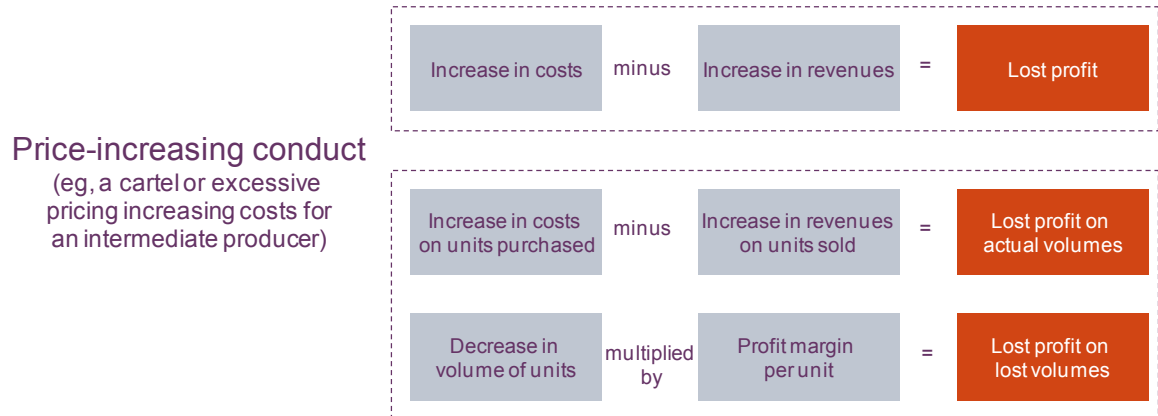 Increase in costs minus Increase in revenues = Lost profit
Price-increasing conduct
(eg, a cartel or excessive
pricing increasing costs for
an intermediate producer)
Increase in costs
on units purchased
minus
Increase in revenues
on units sold
=
Lost profit on
actual volumes
Decrease in
volume of units
multiplied
by
Profit margin
per unit
=
Lost profit on
lost volumes